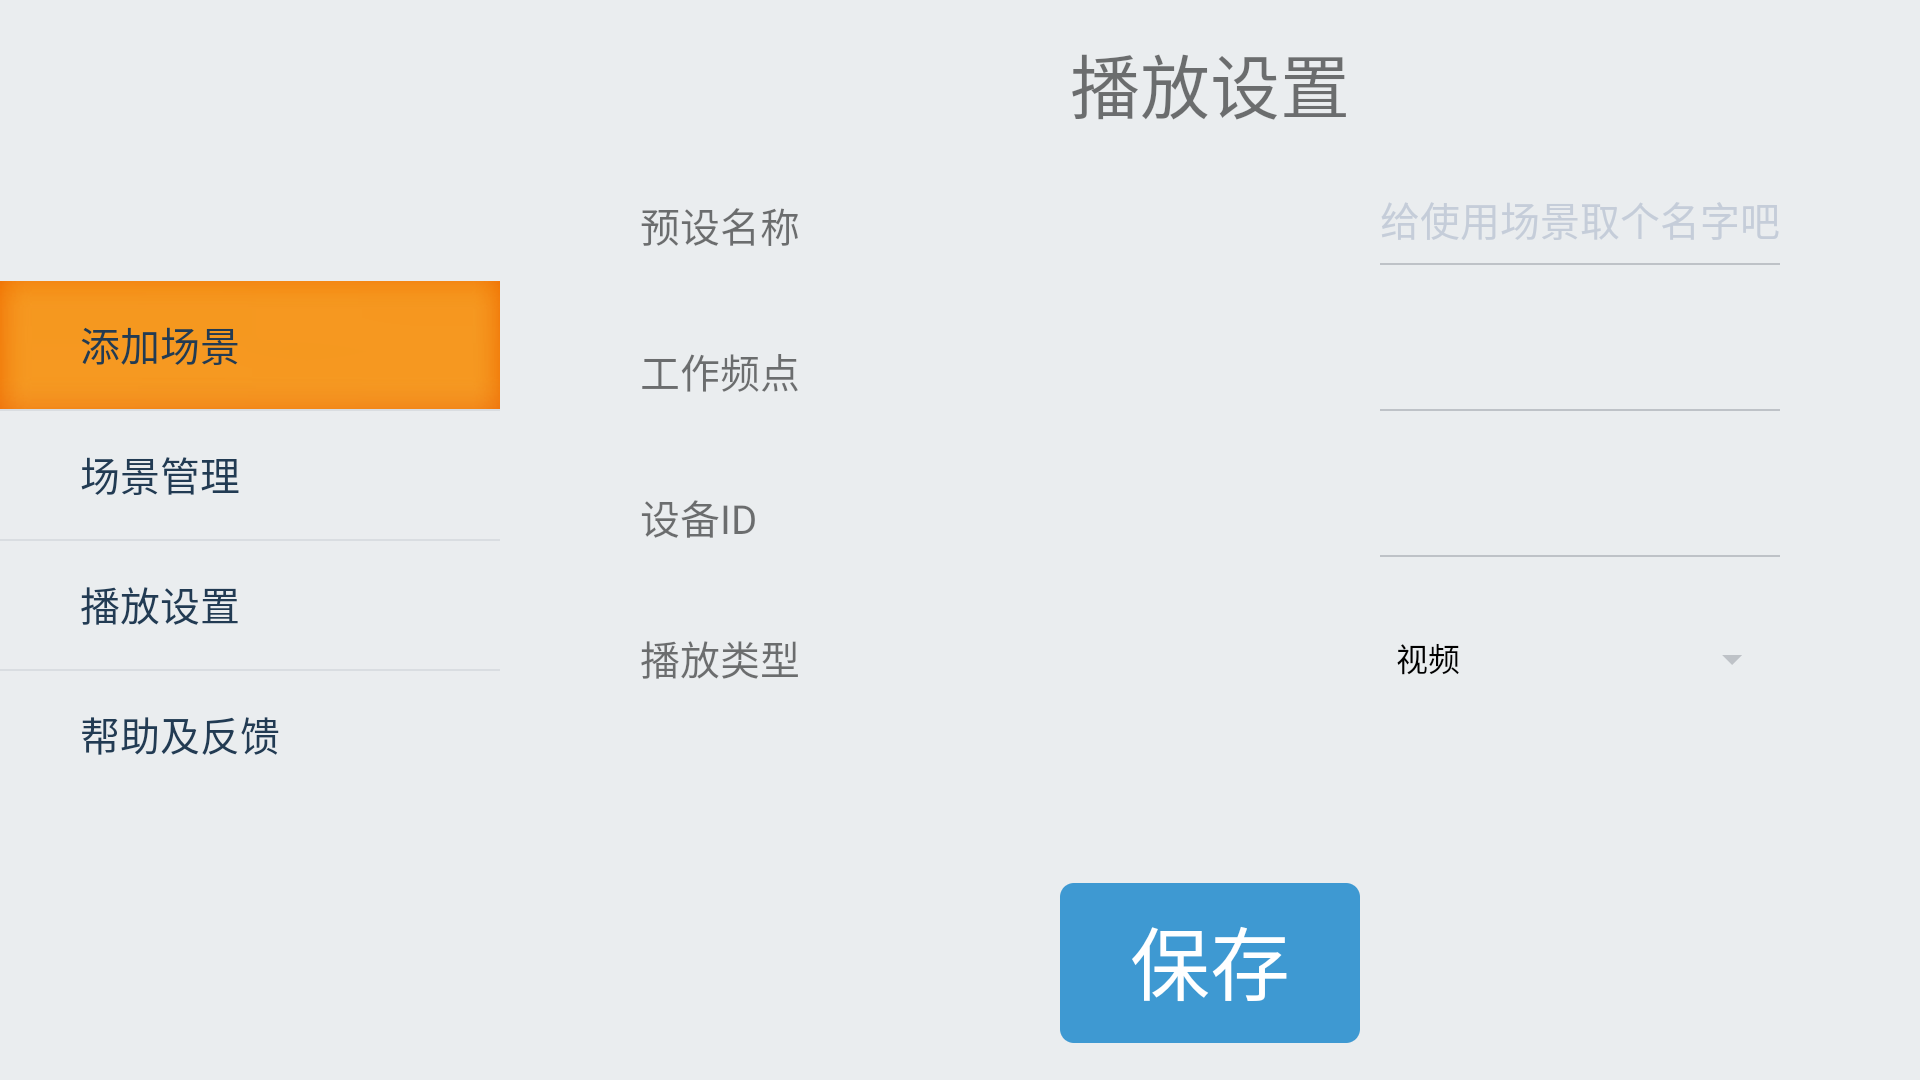 播放设置
预设名称
给使用场景取个名字吧
添加场景
工作频点
场景管理
设备ID
播放设置
播放类型
视频
帮助及反馈
保存